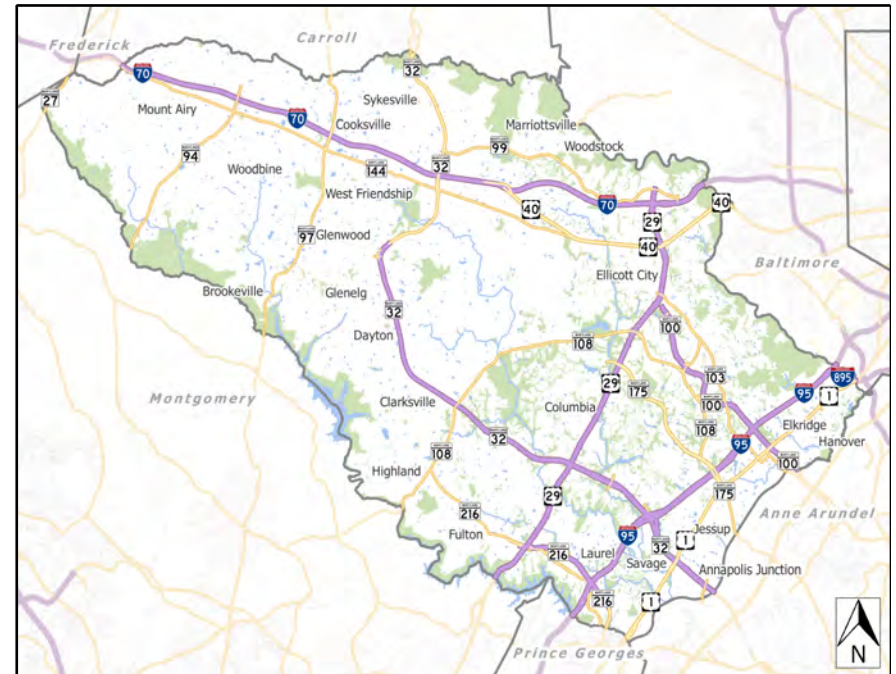 Carroll
Frederick
32
70
27
Mount Airy
Sykesville
70
Cooksville
Marriottsville
99
Woodstock
94
32
144
Woodbine
West Friendship
70
40
40
29
97
Glenwood
40
Baltimore
Ellicott City
Brookeville
Glenelg
32
100
Dayton
108
103
895
29
175
95
Montgomery
Clarksville
Columbia
100
1
Elkridge
108
32
108
95
Hanover
100
Highland
29
175
216
Anne Arundel
Fulton
Jessup
95
1
216
Laurel
32
Savage
Annapolis Junction
216
1
N
Prince Georges